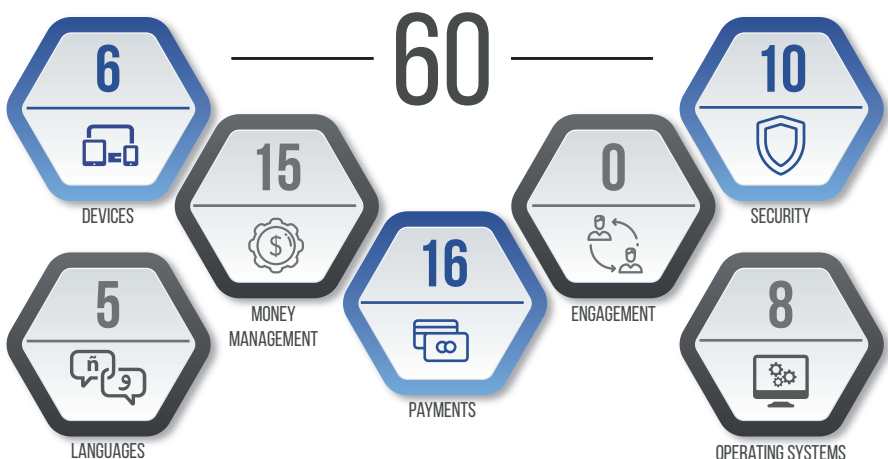 60
6
DEVICES
15
MONEY
MANAGEMENT
16
PAYMENTS
0
ENGAGEMENT
10
SECURITY
5
ñ
و
LANGUAGES
8
OPERATING SYSTEMS
$